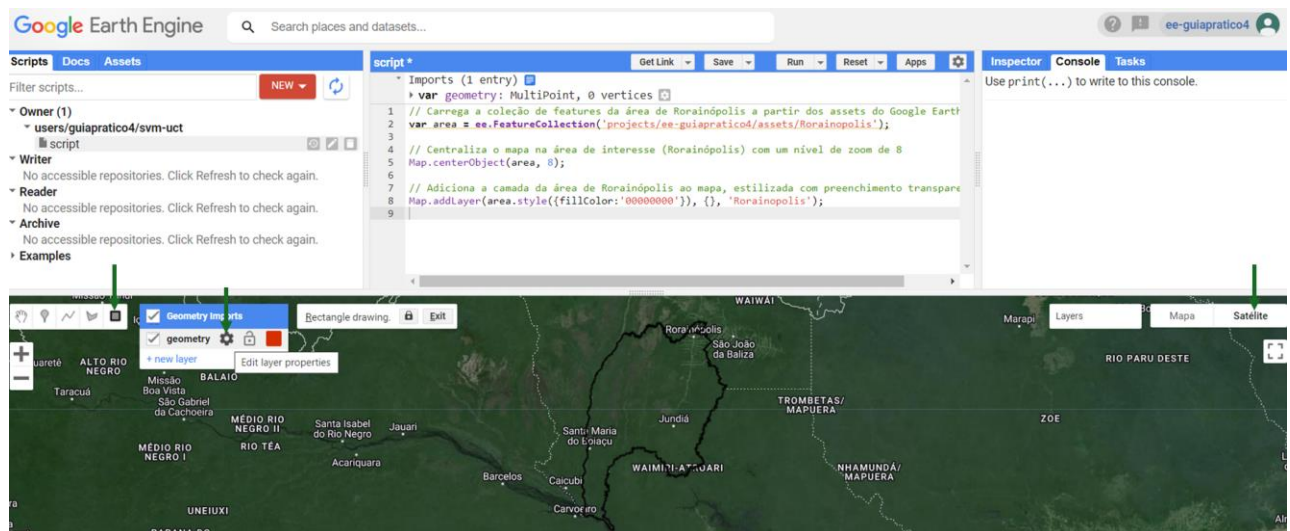 Google Earth Engine
Search places and datasets...
ee-guiapratico4
Scripts Docs Assets
Filter scripts...
NEW
Owner (1)
users/guiapratico4/svm-uct
script
Writer
No accessible repositories. Click Refresh to check again.
Reader
No accessible repositories. Click Refresh to check again.
Archive
No accessible repositories. Click Refresh to check again.
Examples
script *
Get Link Save Run Reset Apps
Imports (1 entry)
var geometry: MultiPoint, 0 vertices
1 // Carrega a coleção de features da área de Rorainópolis a partir dos assets do Google Earth
2 var area = ee.FeatureCollection('projects/ee-guiapratico4/assets/Rorainopolis');
3
4 // Centraliza o mapa na área de interesse (Rorainópolis) com um nível de zoom de 8
5 Map.centerObject(area, 8);
6
7 // Adiciona a camada da área de Rorainópolis ao mapa, estilizada com preenchimento transpare
8 Map.addLayer(area.style({fillColor:'00000000'}), {}, 'Rorainopolis');
9
Inspector Console Tasks
Use print(...) to write to this console.
Geometry Imports
geometry
+ new layer
Edit layer properties
Rectangle drawing. Exit
Layers
Mapa Satélite
WAIWÁI
Marapi
Rorainópolis
São João
da Baliza
RIO PARU DESTE
ALTO RIO
NEGRO
Taracuá
Missão
Boa Vista
BALAIO
São Gabriel
da Cachoeira
MÉDIO RIO
NEGRO II
Santa Isabel
do Rio Negro
Jauari
Santa Maria
do Boiaçu
Jundiá
TROMBETAS/
MAPUERA
ZOE
MÉDIO RIO
NEGRO I
RIO TÉA
Acariquara
Barcelos
Caicubi
WAIMIRI-ATROARI
NHAMUNDÁ/
MAPUERA
UNEIUXI
Carvoeiro